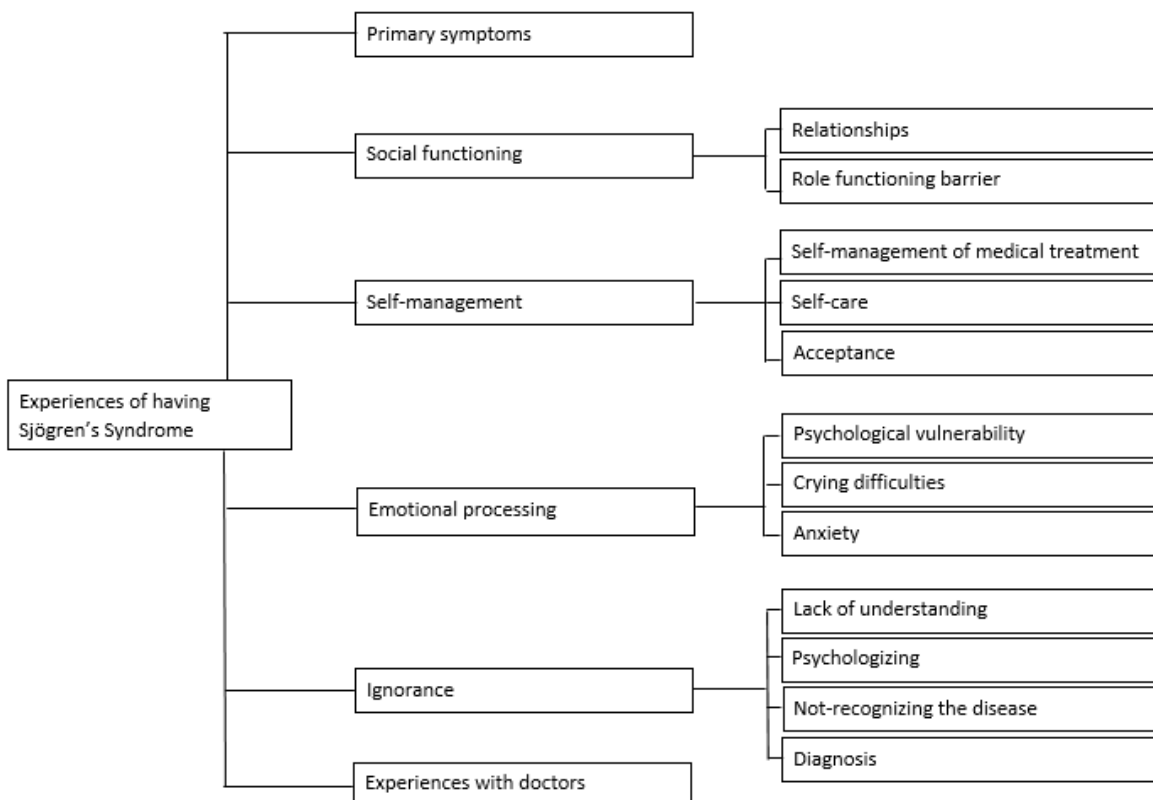 Primary symptoms
Social functioning
Relationships
Role functioning barrier
Self-management
Self-management of medical treatment
Self-care
Acceptance
Experiences of having
Sjögren’s Syndrome
Emotional processing
Psychological vulnerability
Crying difficulties
Anxiety
Ignorance
Lack of understanding
Psychologizing
Not-recognizing the disease
Diagnosis
Experiences with doctors